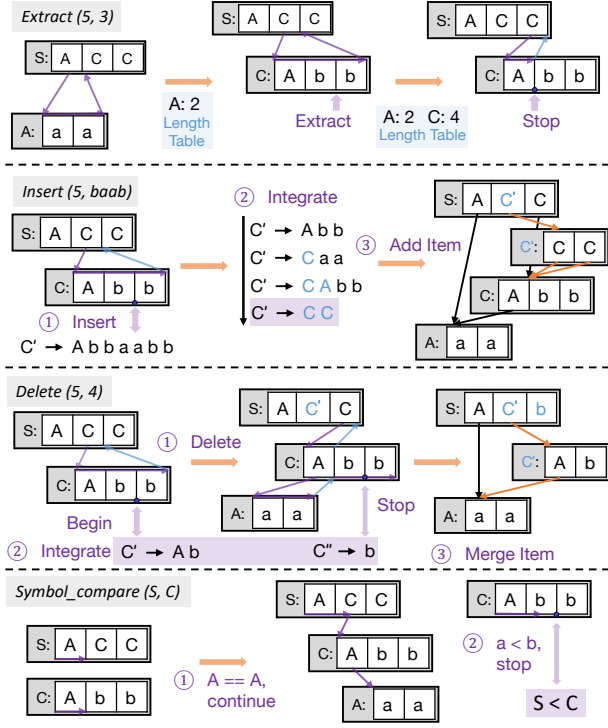 Extract (5, 3)
S: A C C
A: a a
A: 2
Length
Table
S: A C C
C: A b b
Extract
A: 2 C: 4
Length Table
S: A C C
C: A b b
Stop
Insert (5, baab)
S: A C C
C: A b b
① Insert
C' → A b b a a b b
② Integrate
C' → A b b
C' → C a a
C' → C A b b
C' → C C
③ Add Item
S: A C' C
C': C C
C: A b b
A: a a
Delete (5, 4)
S: A C C
C: A b b
Begin
① Delete
S: A C' C
C: A b b
A: a a
Stop
② Integrate C' → A b C'' → b
S: A C' b
C': A b
A: a a
③ Merge Item
Symbol_compare (S, C)
S: A C C
C: A b b
① A == A,
continue
S: A C C
C: A b b
A: a a
C: A b b
② a < b,
stop
S < C